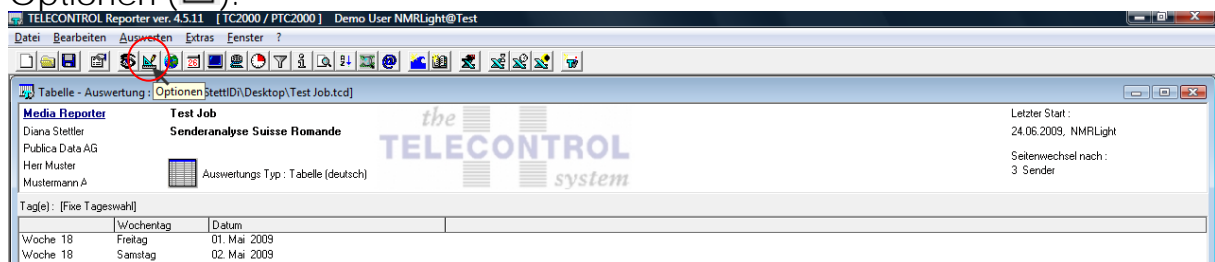 Optionen ( ).
TELECONTROL Reporter ver. 4.5.11 [ TC2000 / PTC2000 ] Demo User NMRLight@Test
Datei Bearbeiten Auswerten Extras Fenster ?
Tabelle - Auswertung : Optionen StettlDi\Desktop\Test Job.tcd]
Media Reporter Test Job the Letzter Start :
Diana Stettler Senderanalyse Suisse Romande 24.06.2009, NMRLight
Publica Data AG TELECONTROL Seitenwechsel nach :
Herr Muster Auswertungs Typ : Tabelle (deutsch) system 3 Sender
Mustermann A
Tag(e) : [Fixe Tageswahl]
Wochentag Datum
Woche 18 Freitag 01. Mai 2009
Woche 18 Samstag 02. Mai 2009